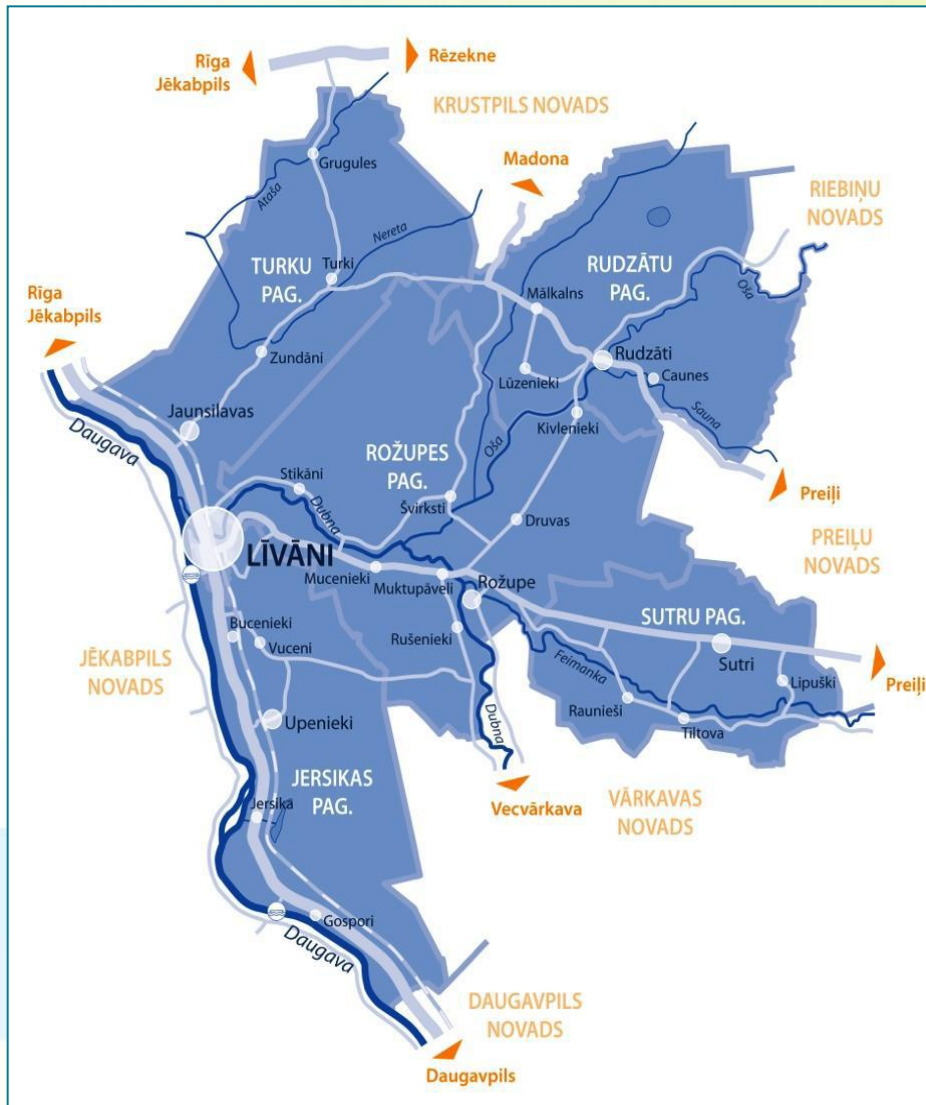 Rīga
Jēkabpils
Rēzekne
KRUSTPILS NOVADS
Madona
Grugules
Ataša
Nereta
RIEBIŅU
NOVADS
TURKU
PAG.
Turki
RUDZĀTU
PAG.
Oša
Rīga
Jēkabpils
Mālkalns
Zundāni
Rudzāti
Lūzenieki
Caunes
Sauna
Jaunsilavas
Kivlenieki
Daugava
ROŽUPES
PAG.
Oša
Stikāni
Dubna
Švirksti
Preiļi
Druvas
LĪVĀNI
PREIĻU
NOVADS
Mucenieki
Muktupāveli
Rožupe
SUTRU PAG.
Bucenieki
Vuceni
Rušenieki
Sutri
JĒKABPILS
NOVADS
Feimanka
Lipuški
Preiļi
Raunieši
Upenieki
Tiltova
Dubna
JERSIKAS
PAG.
Vecvārkava
VĀRKAVAS
NOVADS
Jersika
Gospori
Daugava
DAUGAVPILS
NOVADS
Daugavpils